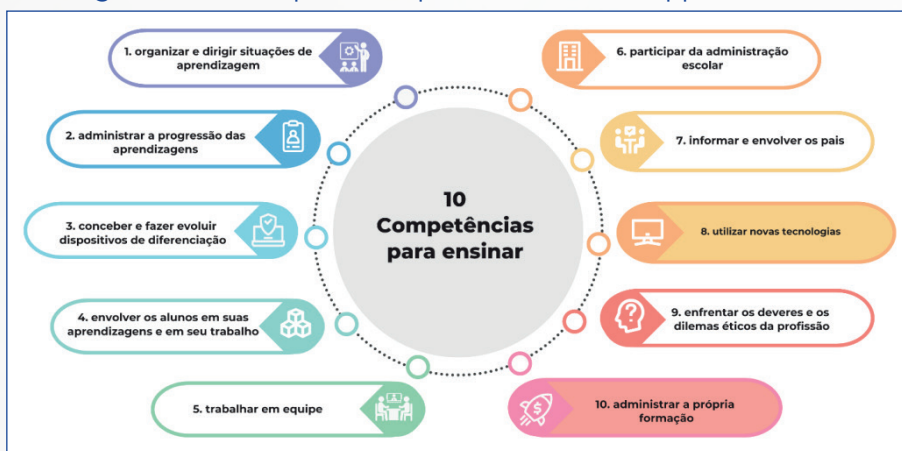 1. organizar e dirigir situações de
aprendizagem
2. administrar a progressão das
aprendizagens
3. conceber e fazer evoluir
dispositivos de diferenciação
4. envolver os alunos em suas
aprendizagens e em seu trabalho
5. trabalhar em equipe
10
Competências
para ensinar
6. participar da administração
escolar
7. informar e envolver os pais
8. utilizar novas tecnologias
9. enfrentar os deveres e os
dilemas éticos da profissão
10. administrar a própria
formação